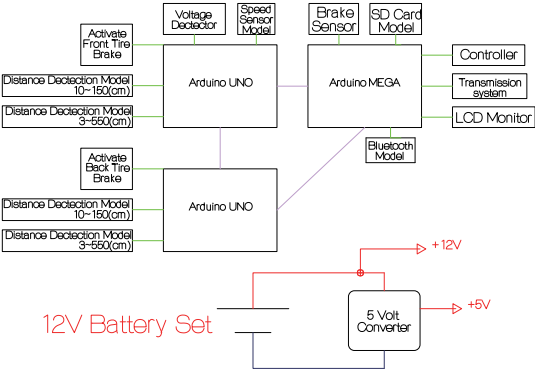 Activate
Front Tire
Brake
Voltage
Dectector
Speed
Sensor
Model
Brake
Sensor
SD Card
Model
Distance Dectection Model
10~150(cm)
Distance Dectection Model
3~550(cm)
Arduino UNO
Arduino MEGA
Controller
Transmission
system
LCD Monitor
Bluetooth
Model
Activate
Back Tire
Brake
Distance Dectection Model
10~150(cm)
Distance Dectection Model
3~550(cm)
Arduino UNO
+12V
+5V
12V Battery Set
5 Volt
Converter